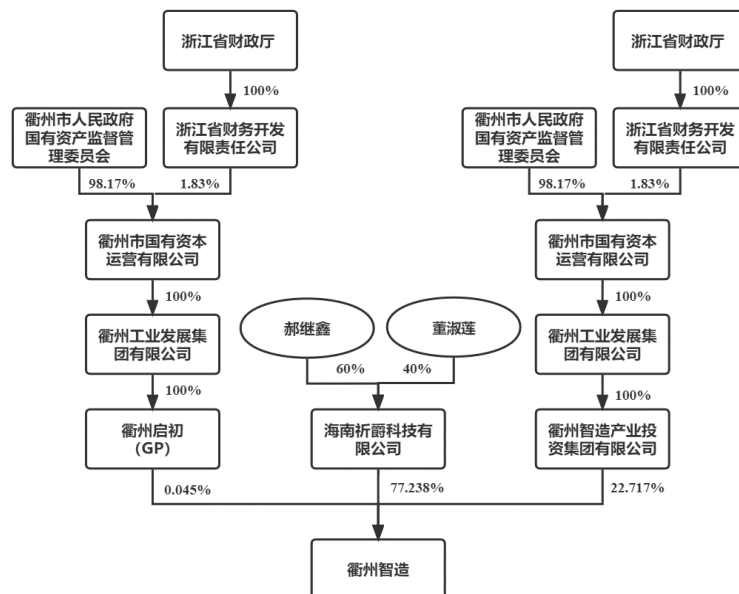 浙江省财政厅
浙江省财政厅
100%
100%
衢州市人民政府
国有资产监督管
理委员会
浙江省财务开发
有限责任公司
衢州市人民政府
国有资产监督管
理委员会
浙江省财务开发
有限责任公司
98.17%
1.83%
98.17%
1.83%
衢州市国有资本
运营有限公司
衢州市国有资本
运营有限公司
100%
100%
衢州工业发展集
团有限公司
郝继鑫
董淑莲
衢州工业发展集
团有限公司
100%
60%
40%
100%
衢州启初
（GP）
海南祈爵科技有
限公司
衢州智造产业投
资集团有限公司
0.045%
77.238%
22.717%
衢州智造